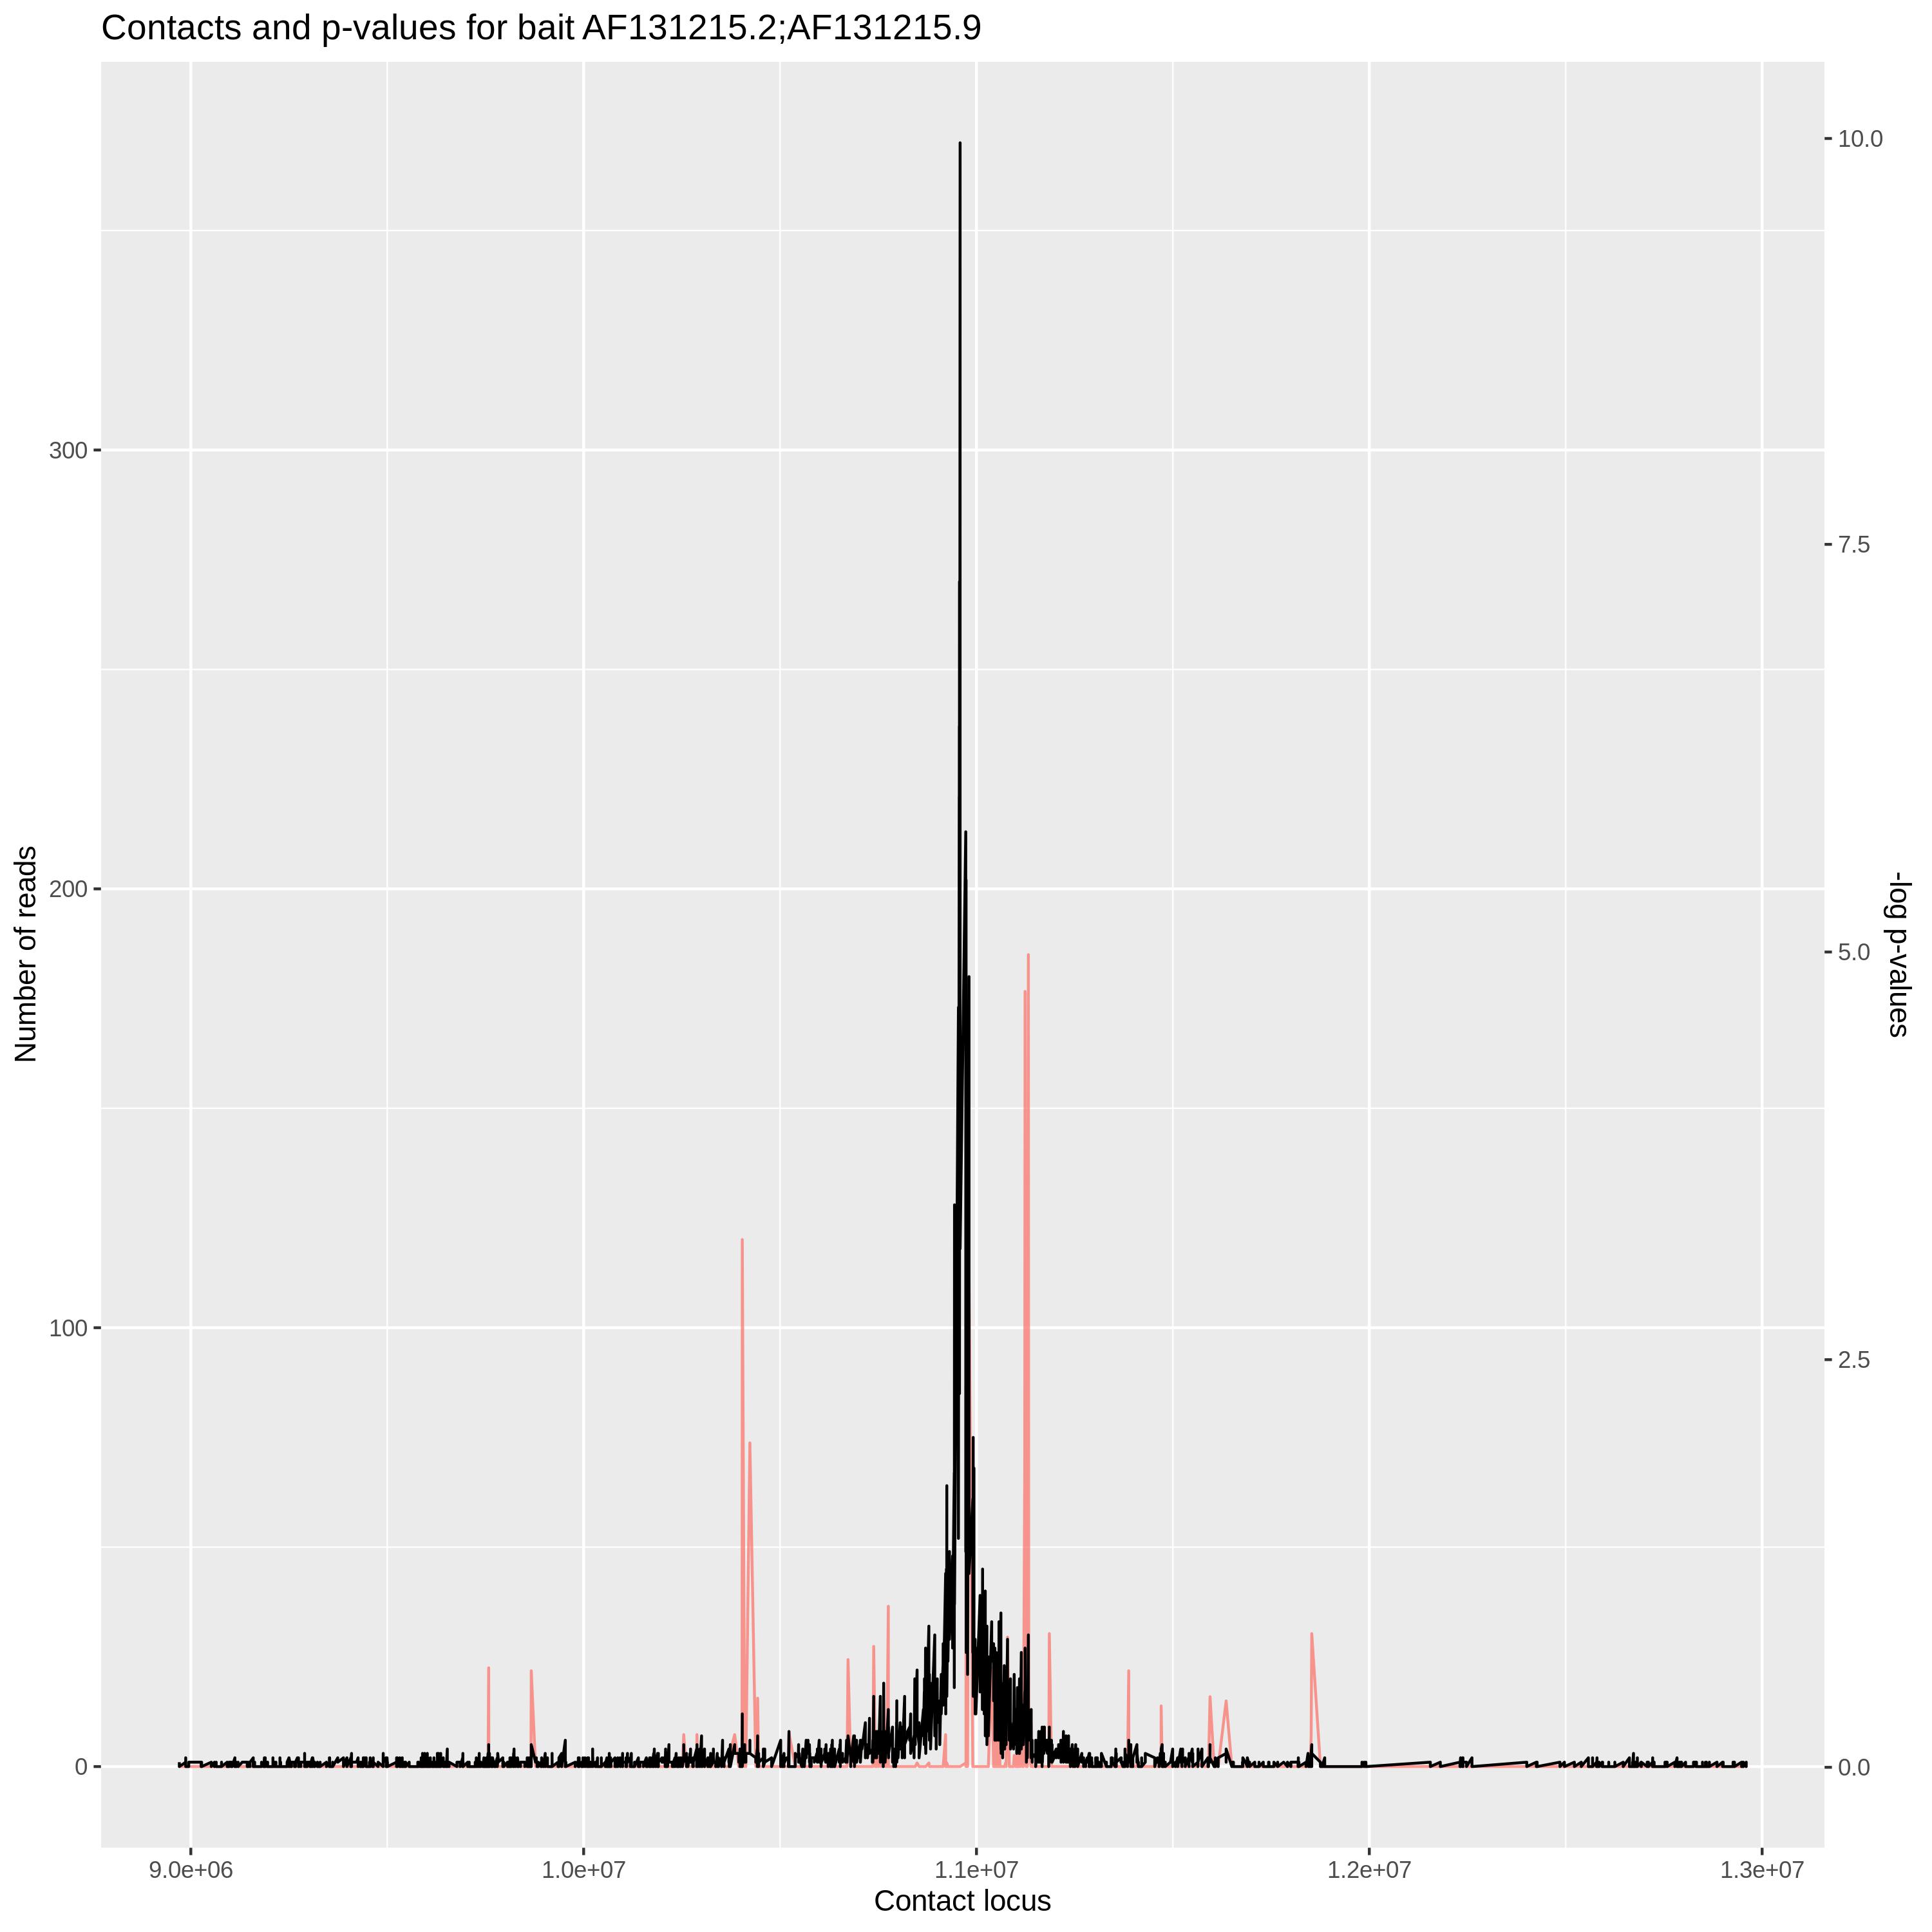 Contacts and p-values for bait AF131215.2;AF131215.9
Number of reads
300
200
100
0
10.0
7.5
5.0
2.5
0.0
-log p-values
9.0e+06 1.0e+07 1.1e+07 1.2e+07 1.3e+07
Contact locus